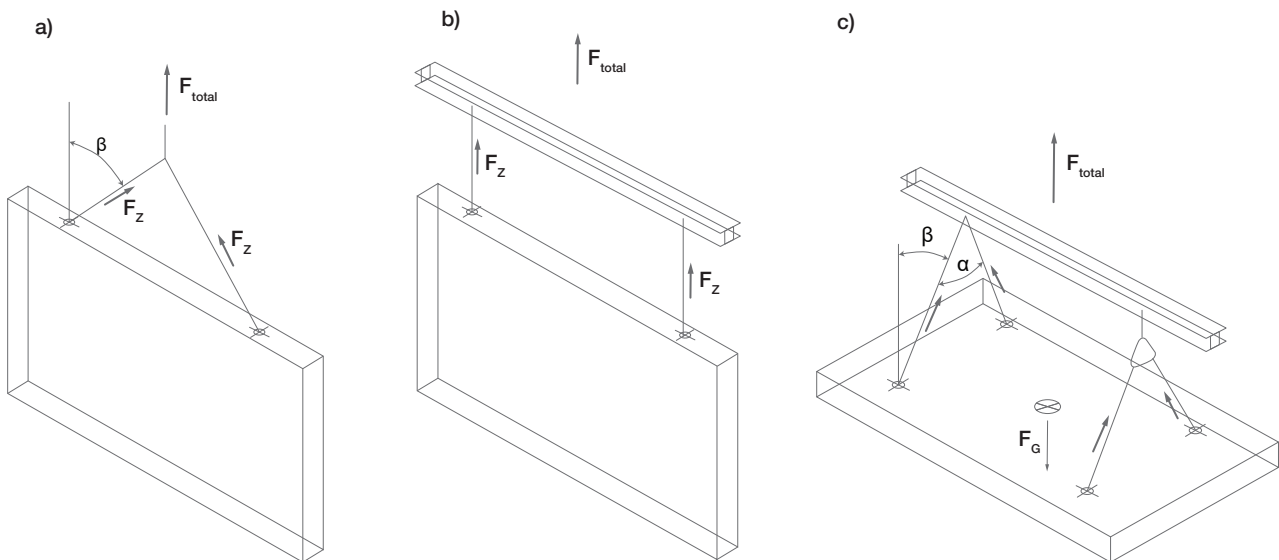 a)
F_total
β
F_Z
F_Z
b)
F_total
F_Z
F_Z
c)
F_total
β
α
F_G